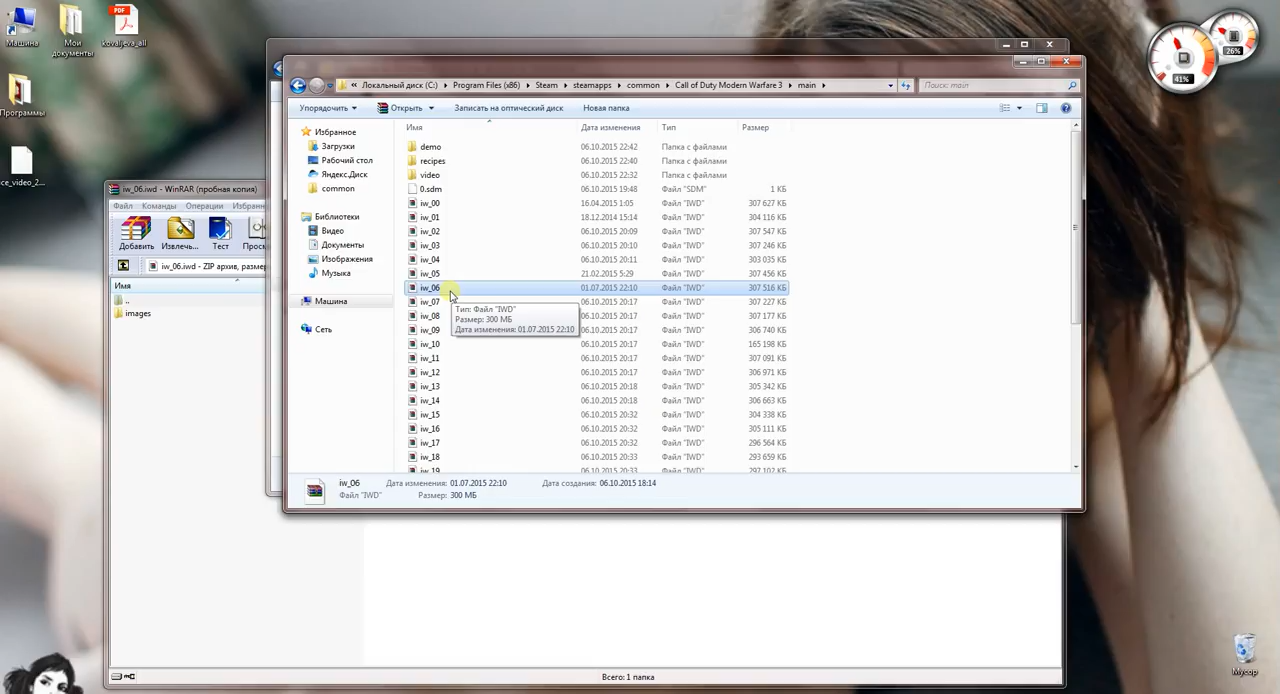 Машина
Мои документы
kovaljeva_all
Программы
ce_video_2...
41%
26%
Локальный диск (C:) Program Files (x86) Steam steamapps common Call of Duty Modern Warfare 3 main
Поиск: main
Упорядочить Открыть Записать на оптический диск Новая папка
Избранное
Загрузки
Рабочий стол
Яндекс.Диск
common
Библиотеки
Видео
Документы
Изображения
Музыка
Машина
Сеть
Имя Дата изменения Тип Размер
demo 06.10.2015 22:42 Папка с файлами
recipes 06.10.2015 22:40 Папка с файлами
video 06.10.2015 22:32 Папка с файлами
0.sdm 06.10.2015 19:48 Файл "SDM" 1 КБ
iw_00 16.04.2015 1:05 Файл "IWD" 307 627 КБ
iw_01 18.12.2014 15:14 Файл "IWD" 304 116 КБ
iw_02 06.10.2015 20:09 Файл "IWD" 307 547 КБ
iw_03 06.10.2015 20:10 Файл "IWD" 307 246 КБ
iw_04 06.10.2015 20:11 Файл "IWD" 303 035 КБ
iw_05 21.02.2015 5:29 Файл "IWD" 307 456 КБ
iw_06 01.07.2015 22:10 Файл "IWD" 307 516 КБ
iw_07 06.10.2015 20:17 Файл "IWD" 307 227 КБ
iw_08 06.10.2015 20:17 Файл "IWD" 307 177 КБ
iw_09 06.10.2015 20:17 Файл "IWD" 306 740 КБ
iw_10 06.10.2015 20:17 Файл "IWD" 165 198 КБ
iw_11 06.10.2015 20:17 Файл "IWD" 307 091 КБ
iw_12 06.10.2015 20:17 Файл "IWD" 306 971 КБ
iw_13 06.10.2015 20:18 Файл "IWD" 305 342 КБ
iw_14 06.10.2015 20:18 Файл "IWD" 306 663 КБ
iw_15 06.10.2015 20:32 Файл "IWD" 304 338 КБ
iw_16 06.10.2015 20:32 Файл "IWD" 305 111 КБ
iw_17 06.10.2015 20:32 Файл "IWD" 296 564 КБ
iw_18 06.10.2015 20:33 Файл "IWD" 293 659 КБ
iw_19 06.10.2015 20:33 Файл "IWD" 297 102 КБ
Тип: Файл "IWD"
Размер: 300 МБ
Дата изменения: 01.07.2015 22:10
iw_06 Дата изменения: 01.07.2015 22:10 Дата создания: 06.10.2015 18:14
Файл "IWD" Размер: 300 МБ
iw_06.iwd - WinRAR (пробная копия)
Файл Команды Операции Избранн
Добавить Извлечь... Тест Просм
iw_06.iwd - ZIP архив, размер
Имя
..
images
Всего: 1 папка
Мусор